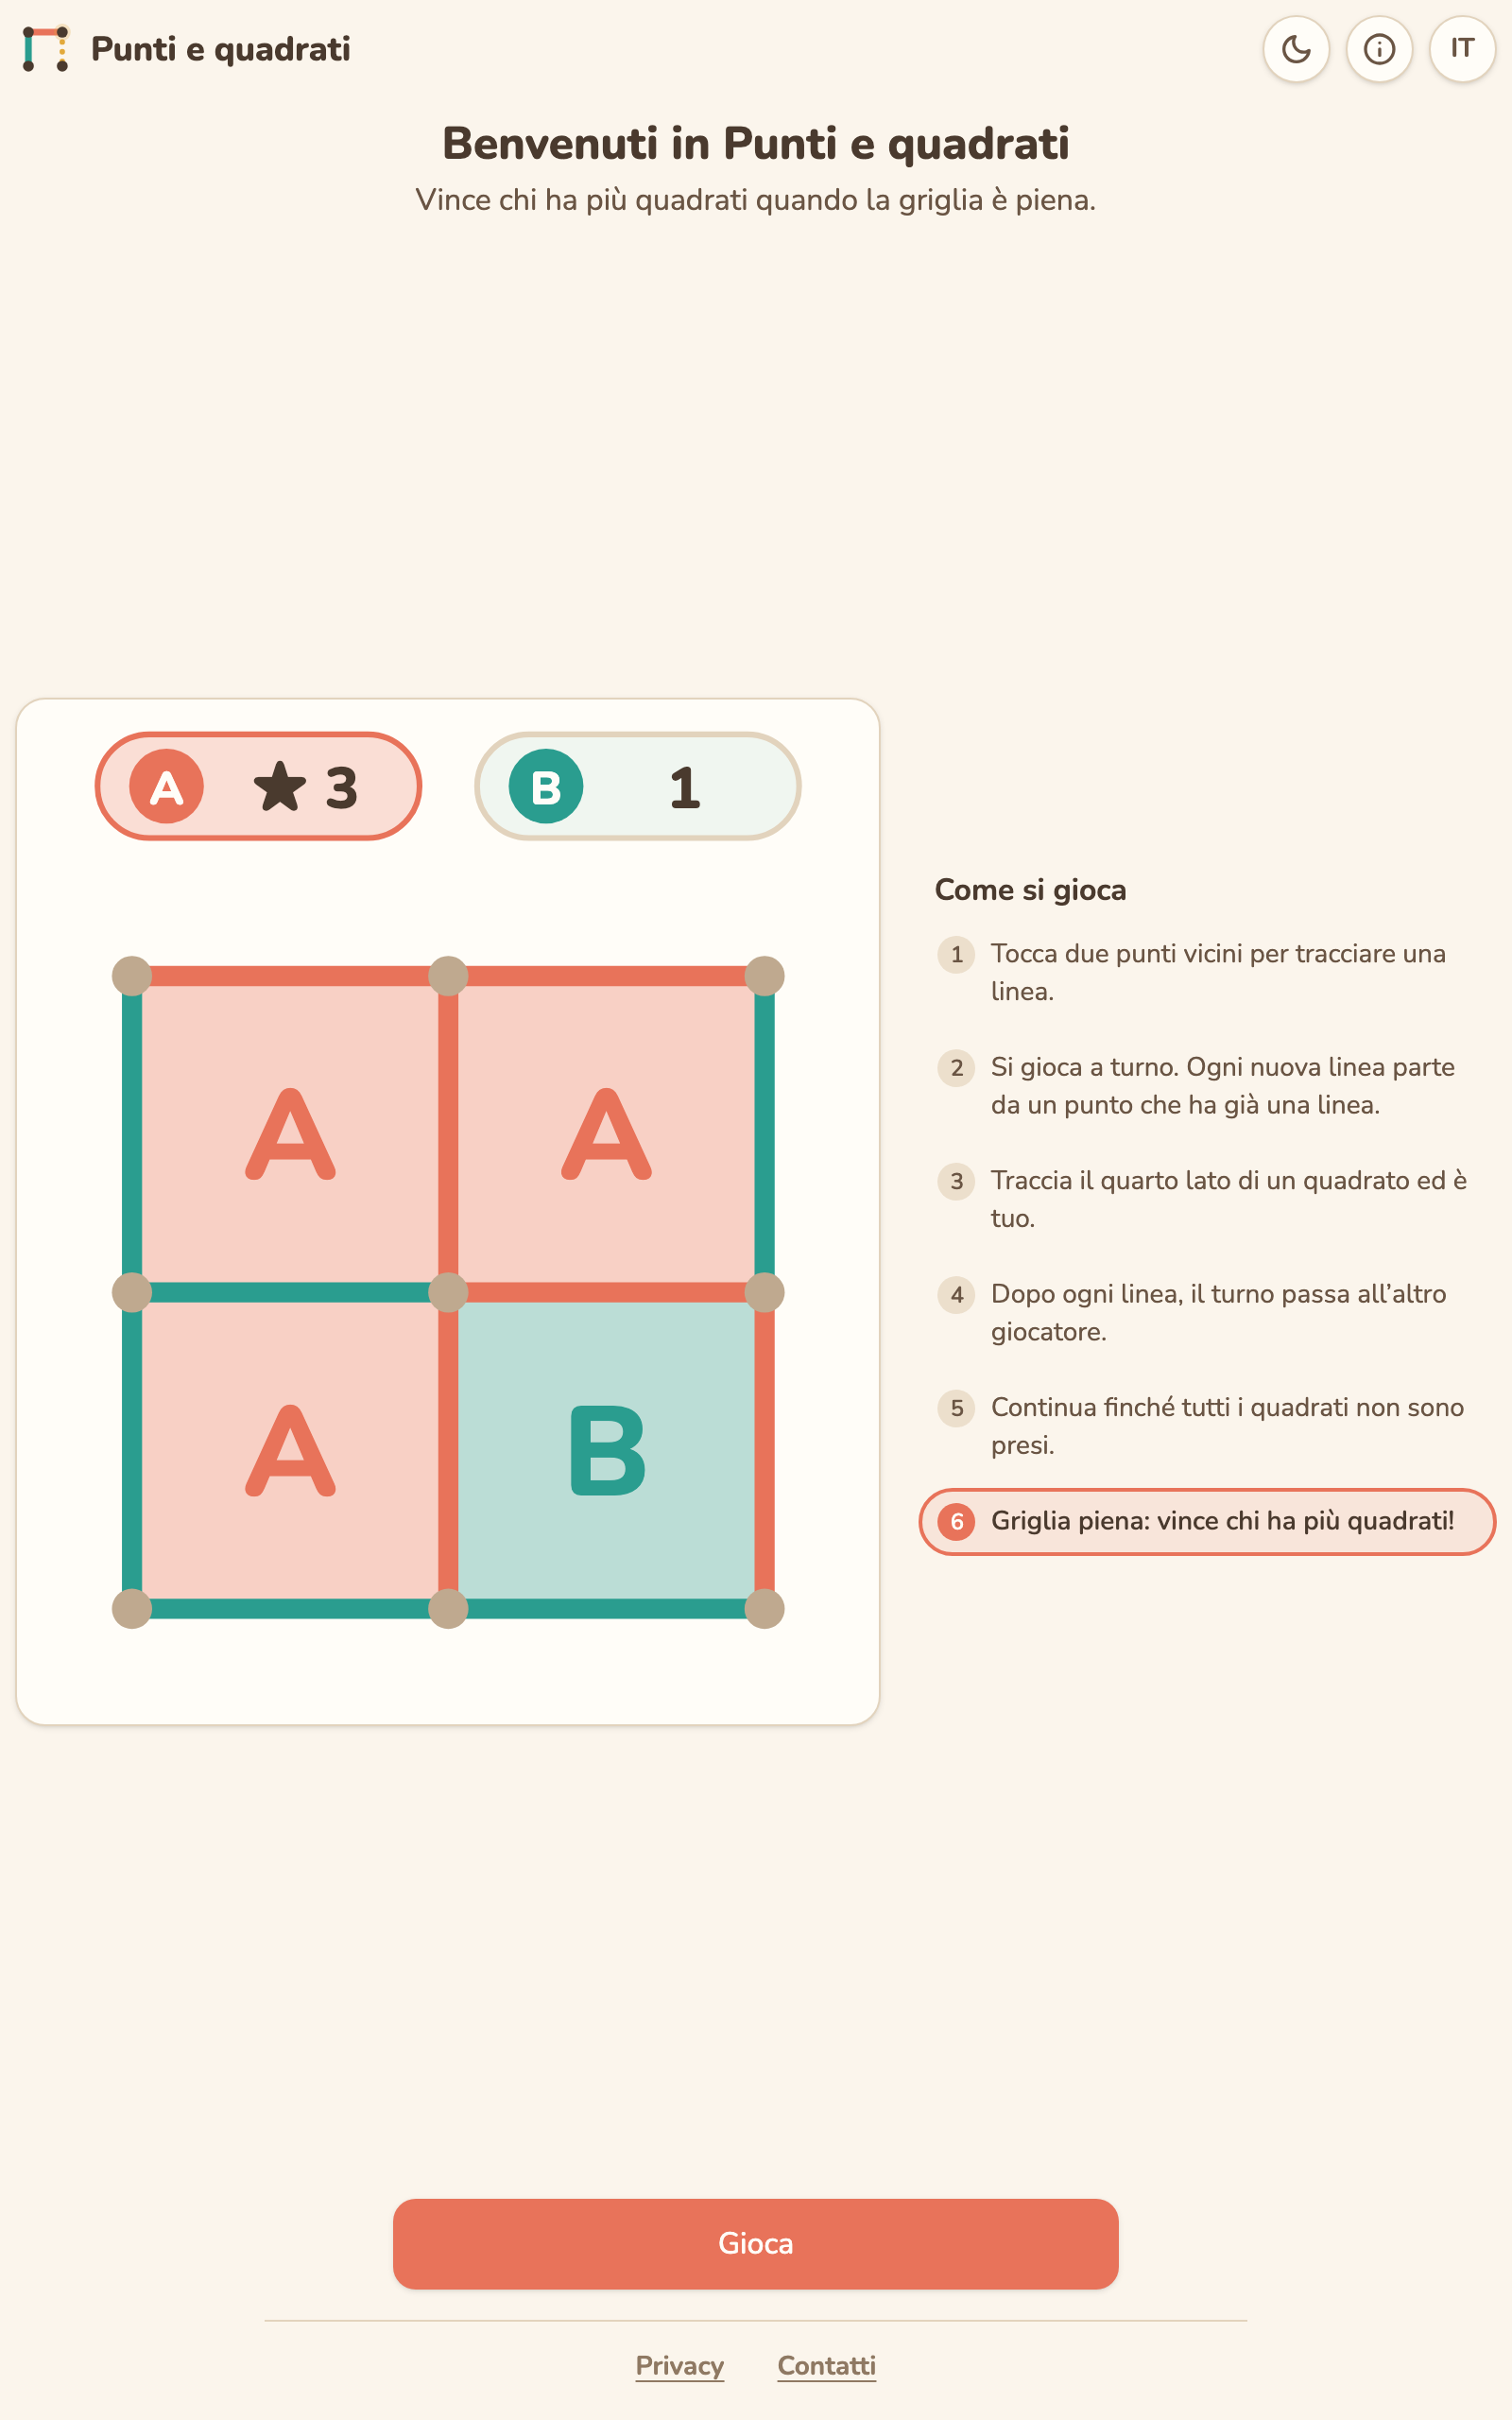 Punti e quadrati
IT
Benvenuti in Punti e quadrati
Vince chi ha più quadrati quando la griglia è piena.
A 3
B 1
A A
A B
Come si gioca
1 Tocca due punti vicini per tracciare una
linea.
2 Si gioca a turno. Ogni nuova linea parte
da un punto che ha già una linea.
3 Traccia il quarto lato di un quadrato ed è
tuo.
4 Dopo ogni linea, il turno passa all’altro
giocatore.
5 Continua finché tutti i quadrati non sono
presi.
6 Griglia piena: vince chi ha più quadrati!
Gioca
Privacy Contatti